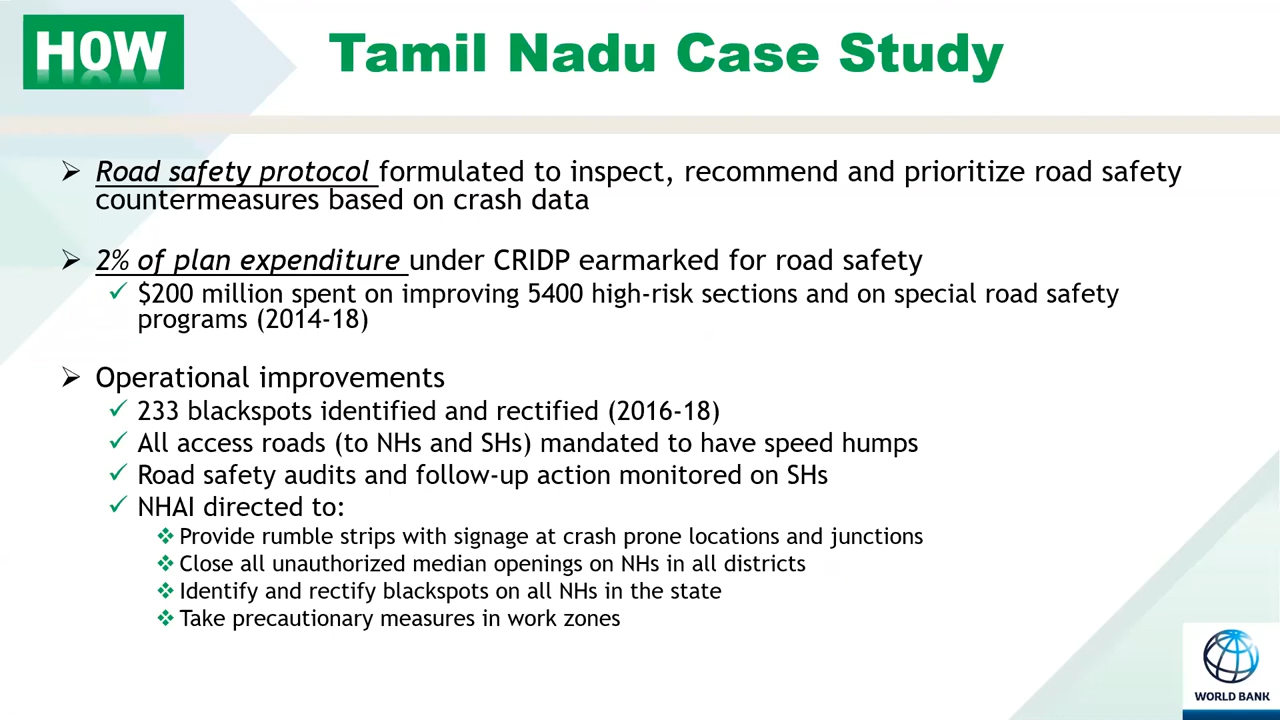 HOW
Tamil Nadu Case Study
Road safety protocol formulated to inspect, recommend and prioritize road safety
countermeasures based on crash data
2% of plan expenditure under CRIDP earmarked for road safety
$200 million spent on improving 5400 high-risk sections and on special road safety
programs (2014-18)
Operational improvements
233 blackspots identified and rectified (2016-18)
All access roads (to NHs and SHs) mandated to have speed humps
Road safety audits and follow-up action monitored on SHs
NHAI directed to:
Provide rumble strips with signage at crash prone locations and junctions
Close all unauthorized median openings on NHs in all districts
Identify and rectify blackspots on all NHs in the state
Take precautionary measures in work zones
WORLD BANK